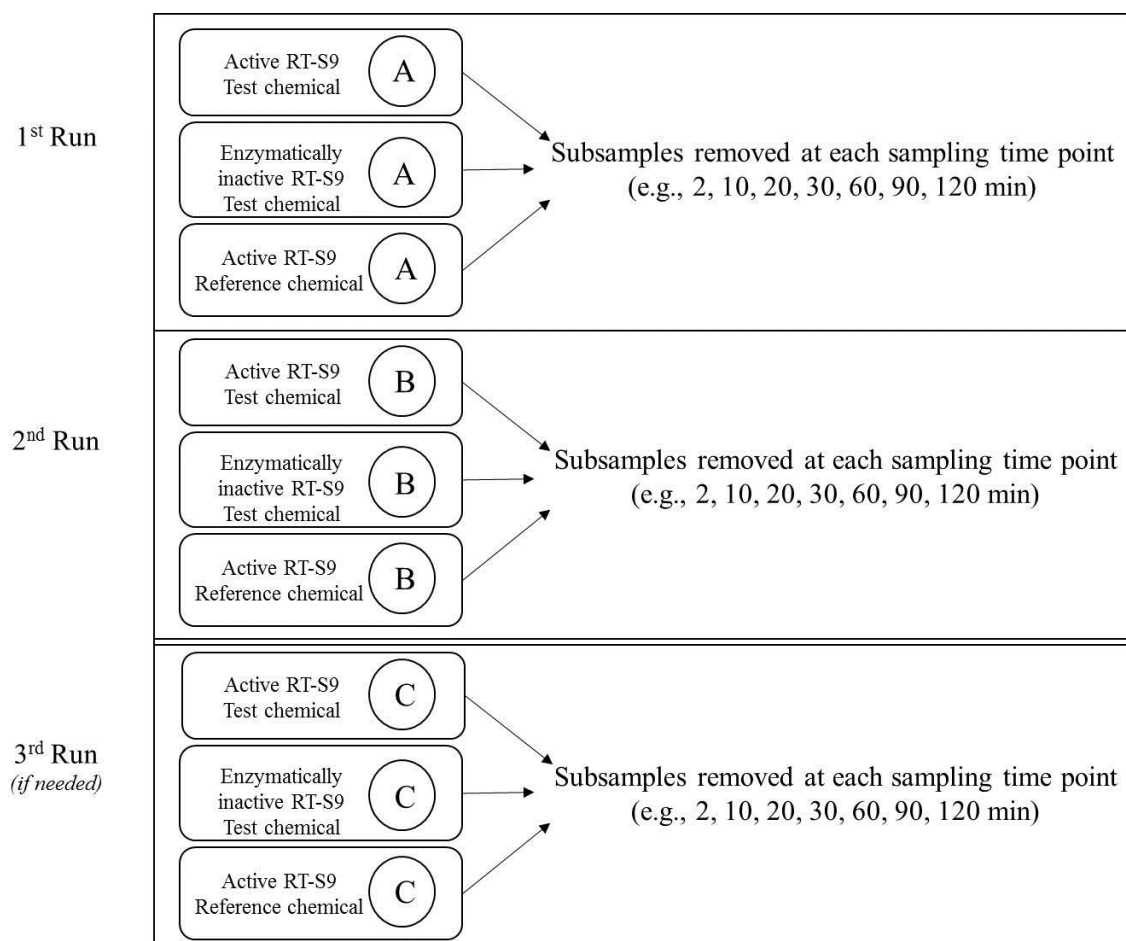 1st Run
Active RT-S9
Test chemical
A
Enzymatically
inactive RT-S9
Test chemical
A
Active RT-S9
Reference chemical
A
Subsamples removed at each sampling time point
(e.g., 2, 10, 20, 30, 60, 90, 120 min)
2nd Run
Active RT-S9
Test chemical
B
Enzymatically
inactive RT-S9
Test chemical
B
Active RT-S9
Reference chemical
B
Subsamples removed at each sampling time point
(e.g., 2, 10, 20, 30, 60, 90, 120 min)
3rd Run
(if needed)
Active RT-S9
Test chemical
C
Enzymatically
inactive RT-S9
Test chemical
C
Active RT-S9
Reference chemical
C
Subsamples removed at each sampling time point
(e.g., 2, 10, 20, 30, 60, 90, 120 min)